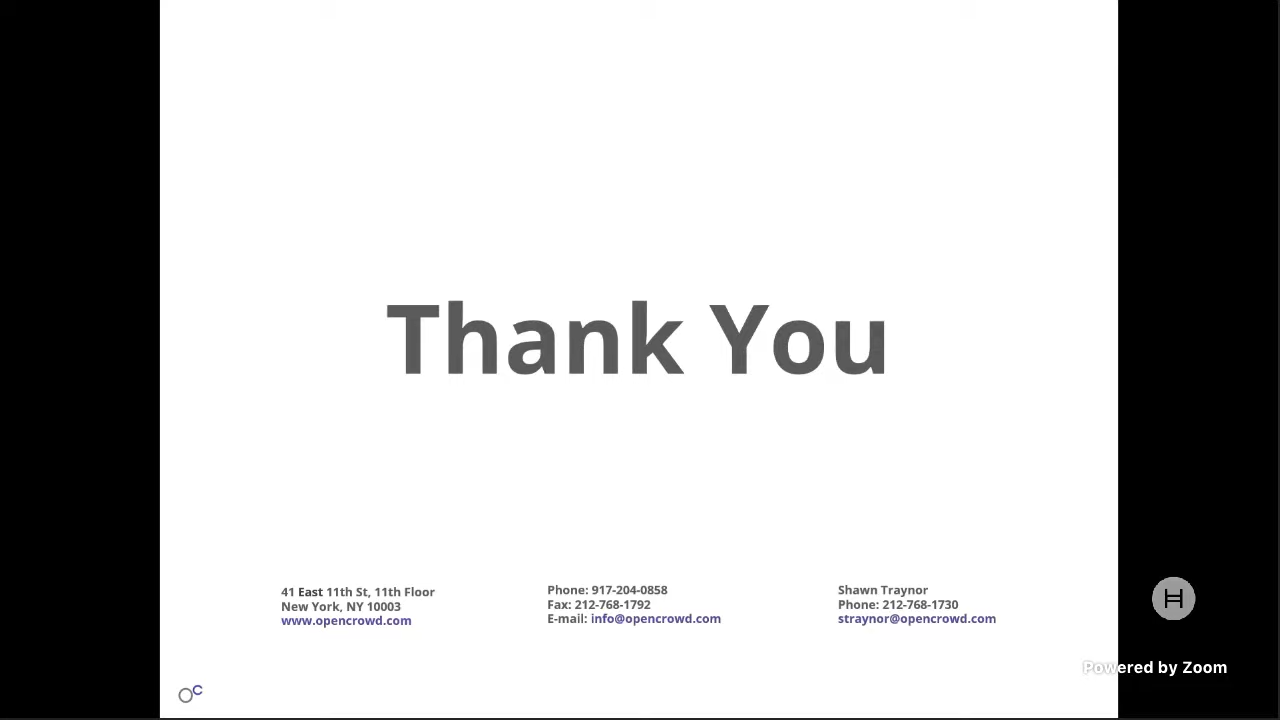 Thank You
41 East 11th St, 11th Floor
New York, NY 10003
www.opencrowd.com
Phone: 917-204-0858
Fax: 212-768-1792
E-mail: info@opencrowd.com
Shawn Traynor
Phone: 212-768-1730
straynor@opencrowd.com
H
Powered by Zoom
OC